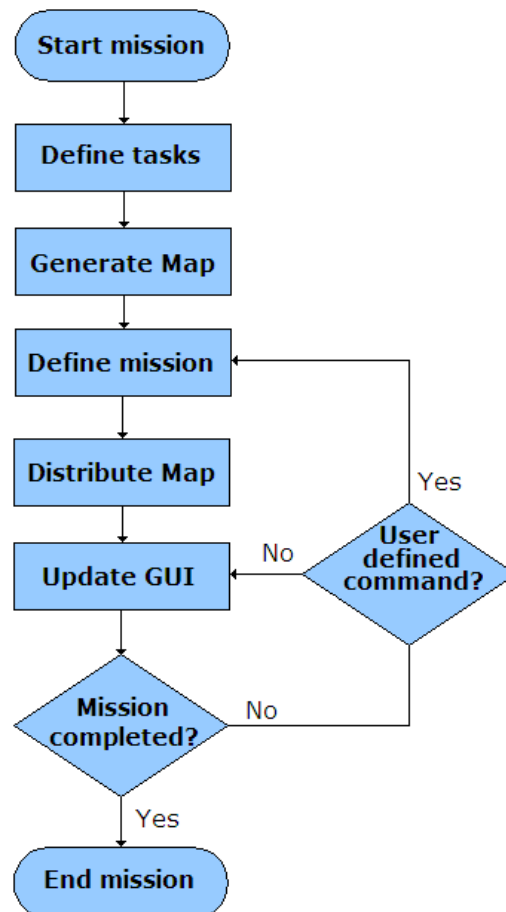 Start mission
Define tasks
Generate Map
Define mission
Distribute Map
Yes
User
defined
command?
No
Update GUI
Mission
completed?
No
Yes
End mission